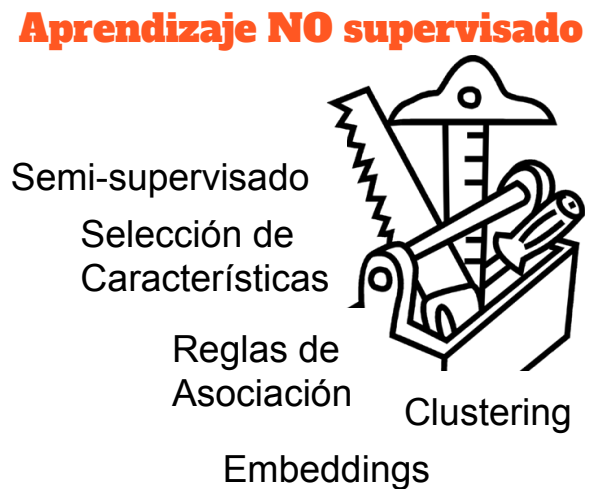 Aprendizaje NO supervisado
Semi-supervisado
Selección de
Características
Reglas de
Asociación
Clustering
Embeddings